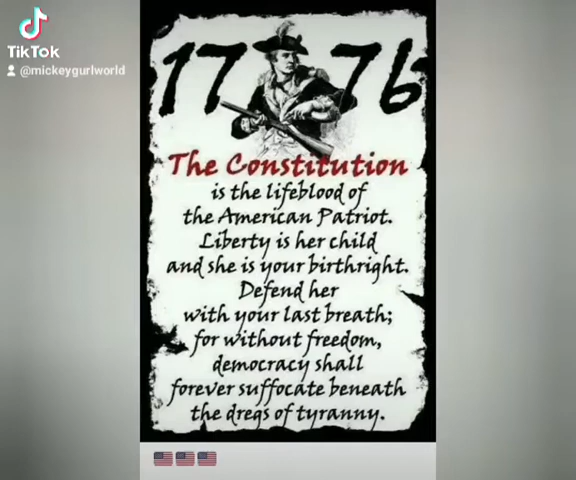 TikTok
@mickeygurlworld
1776
The Constitution
is the lifeblood of
the American Patriot.
Liberty is her child
and she is your birthright.
Defend her
with your last breath;
for without freedom,
democracy shall
forever suffocate beneath
the dregs of tyranny.